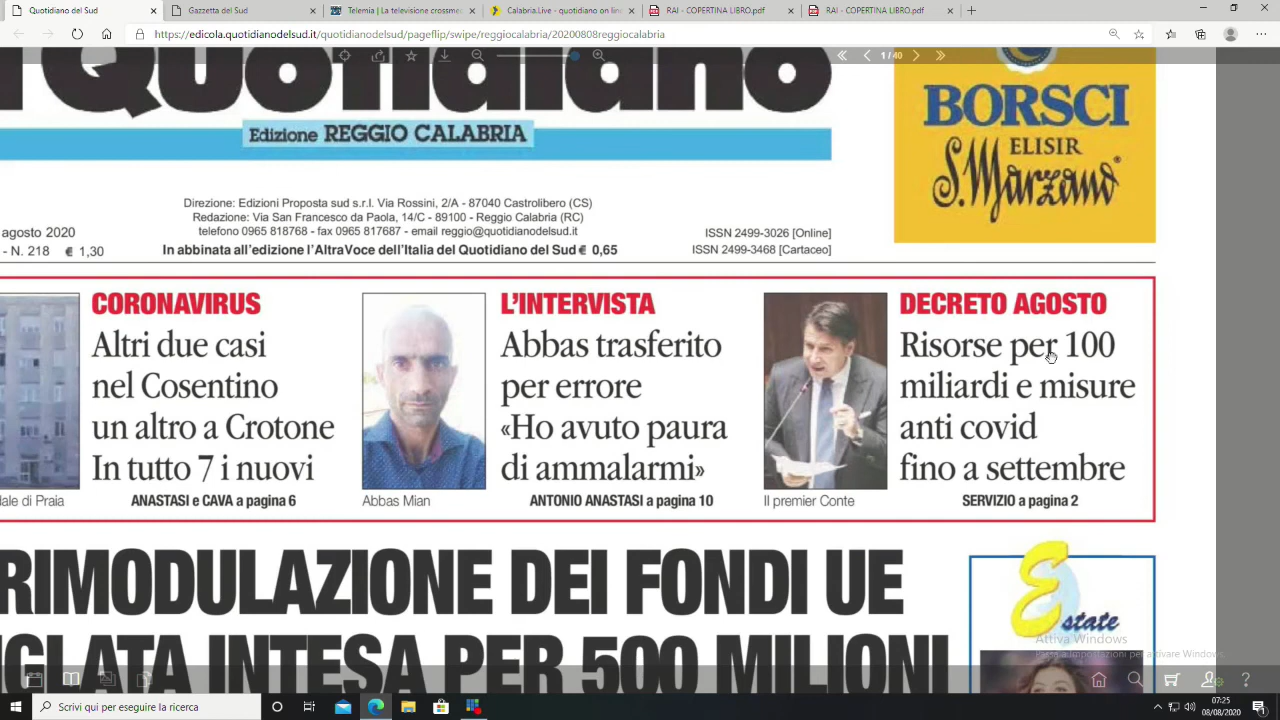 Quotidiano del Sud
Gazzetta del Sud
Telemia | La televisione crossme
Calabria.Live - quotidiano on lin
RAI - COPERTINA LIBRO.pdf
RAI - COPERTINA LIBRO.pdf
https://edicola.quotidianodelsud.it/quotidianodelsud/pageflip/swipe/reggiocalabria/20200808reggiocalabria
1/40
Quotidiano
Edizione REGGIO CALABRIA
BORSCI
ELISIR
S. Marzano
Direzione: Edizioni Proposta sud s.r.l. Via Rossini, 2/A - 87040 Castrolibero (CS)
Redazione: Via San Francesco da Paola, 14/C - 89100 - Reggio Calabria (RC)
telefono 0965 818768 - fax 0965 817687 - email reggio@quotidianodelsud.it
agosto 2020
ISSN 2499-3026 [Online]
- N. 218 € 1,30
In abbinata all'edizione l'AltraVoce dell'Italia del Quotidiano del Sud € 0,65
ISSN 2499-3468 [Cartaceo]
CORONAVIRUS
Altri due casi
nel Cosentino
un altro a Crotone
In tutto 7 i nuovi
ANASTASI e CAVA a pagina 6
dale di Praia
L'INTERVISTA
Abbas trasferito
per errore
«Ho avuto paura
di ammalarmi»
ANTONIO ANASTASI a pagina 10
Abbas Mian
DECRETO AGOSTO
Risorse per 100
miliardi e misure
anti covid
fino a settembre
SERVIZIO a pagina 2
Il premier Conte
RIMODULAZIONE DEI FONDI UE
IGLATA INTESA PER 500 MILIONI
Estate
Attiva Windows
Passa a Impostazioni per attivare Windows.
Scrivi qui per eseguire la ricerca
07:25
08/08/2020